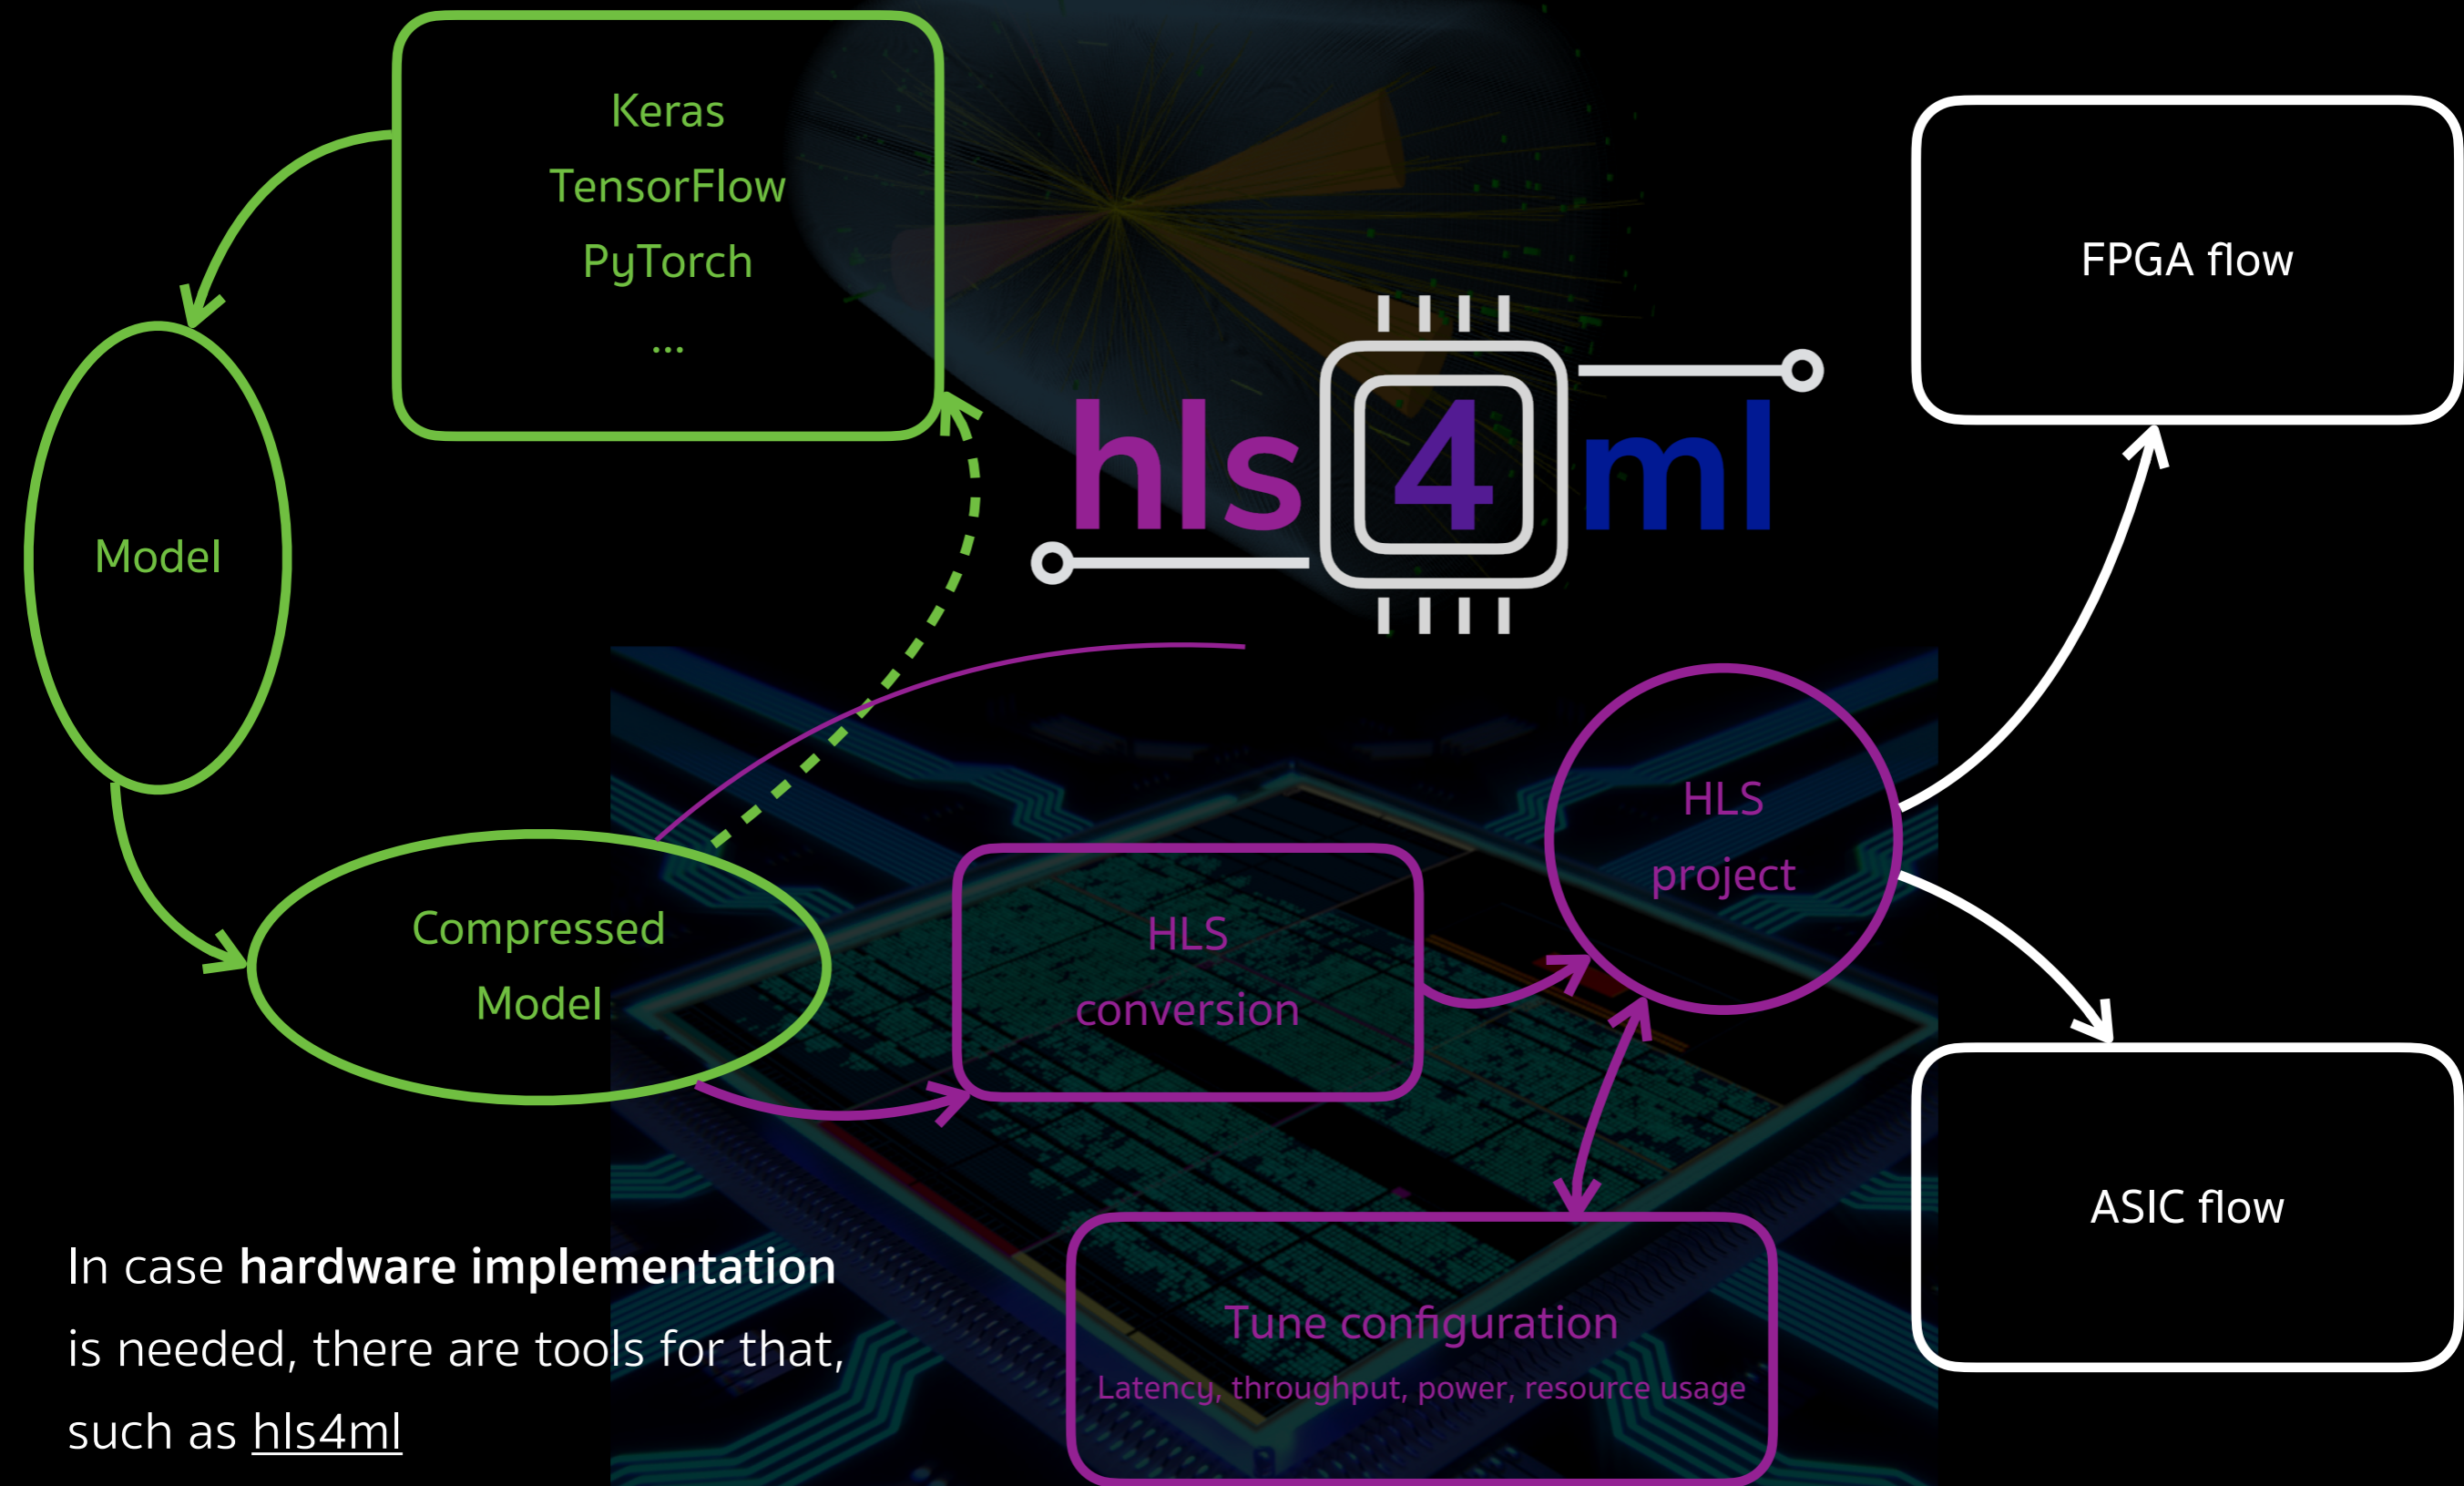 Keras
TensorFlow
PyTorch
...
Model
Compressed
Model
hls4ml
HLS
conversion
HLS
project
Tune configuration
Latency, throughput, power, resource usage
FPGA flow
ASIC flow
In case hardware implementation
is needed, there are tools for that,
such as hls4ml